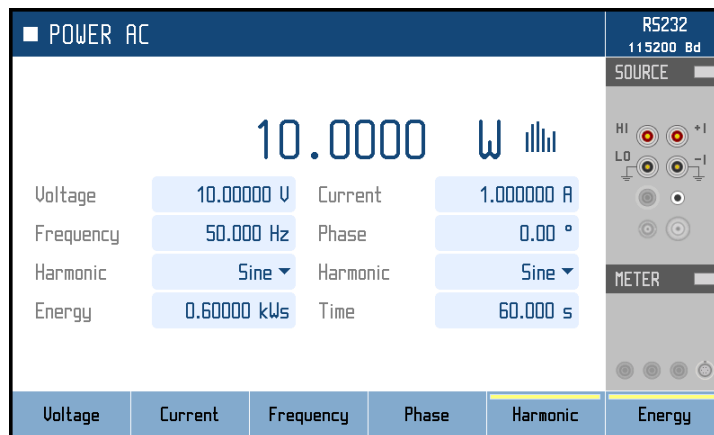 POWER AC
RS232
115200 Bd
SOURCE
10.0000 W
HI +I
LO -I
Voltage 10.00000 V Current 1.000000 A
Frequency 50.000 Hz Phase 0.00 °
Harmonic Sine Harmonic Sine
METER
Energy 0.60000 kWs Time 60.000 s
Voltage Current Frequency Phase Harmonic Energy